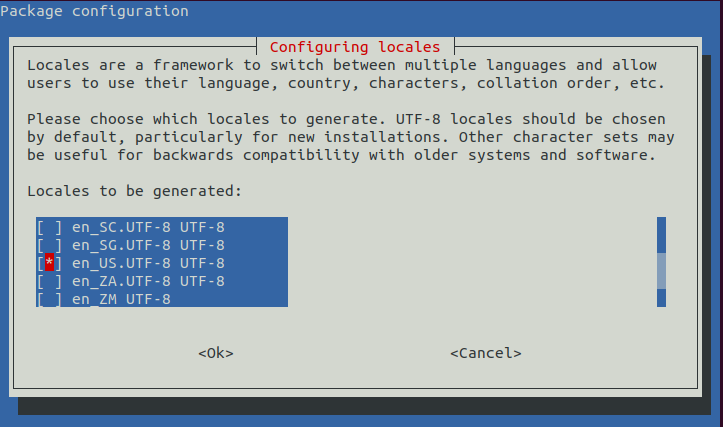 Package configuration
Configuring locales
Locales are a framework to switch between multiple languages and allow
users to use their language, country, characters, collation order, etc.
Please choose which locales to generate. UTF-8 locales should be chosen
by default, particularly for new installations. Other character sets may
be useful for backwards compatibility with older systems and software.
Locales to be generated:
[ ] en_SC.UTF-8 UTF-8
[ ] en_SG.UTF-8 UTF-8
[*] en_US.UTF-8 UTF-8
[ ] en_ZA.UTF-8 UTF-8
[ ] en_ZM UTF-8
<Ok> <Cancel>